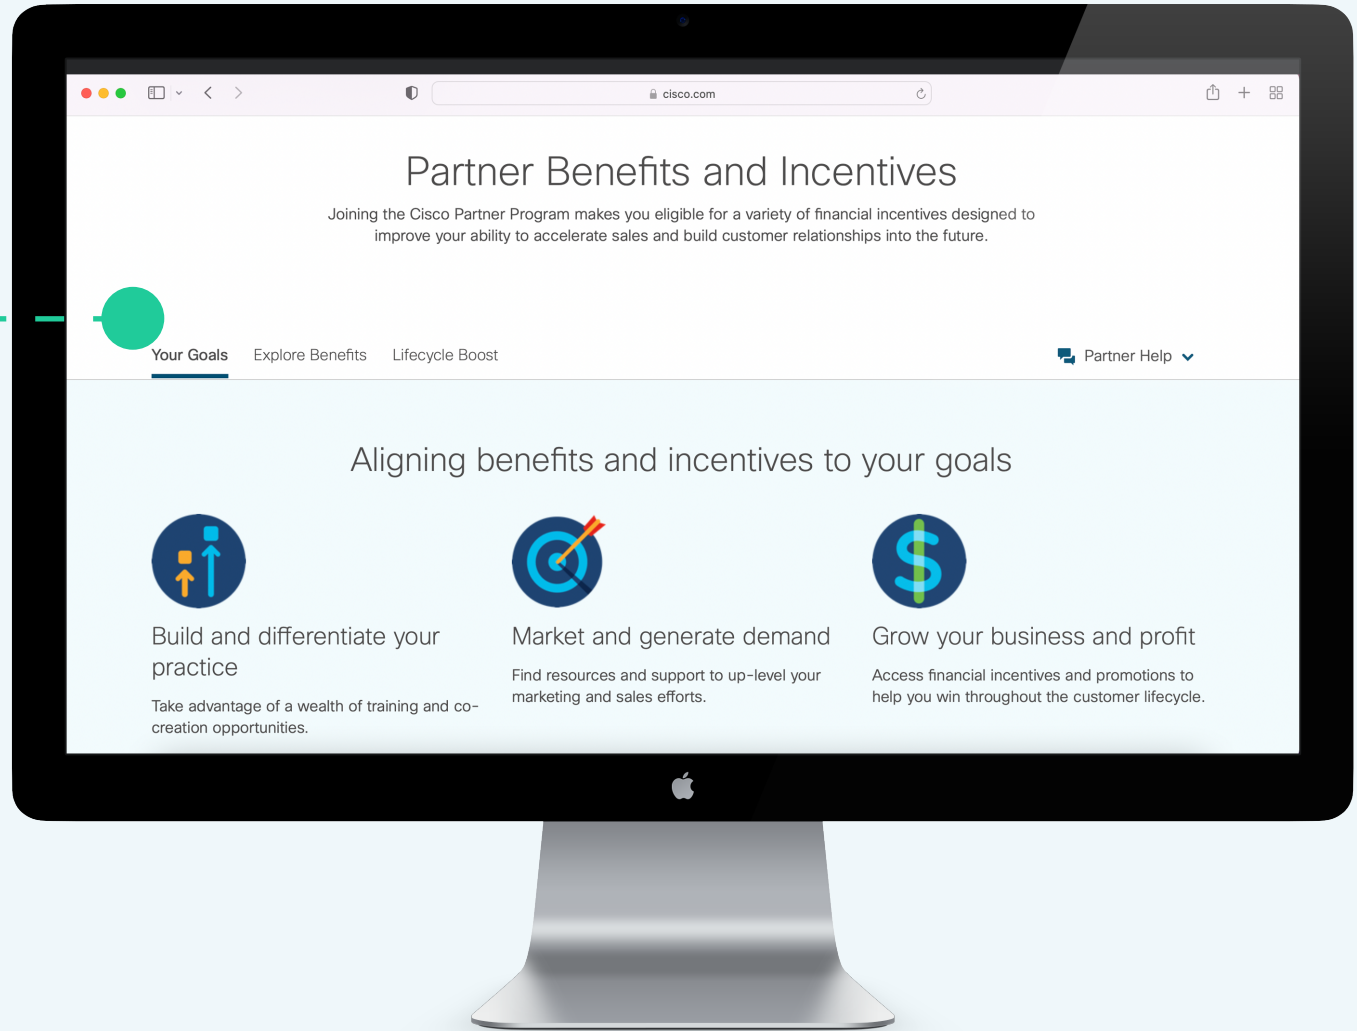 cisco.com
Partner Benefits and Incentives
Joining the Cisco Partner Program makes you eligible for a variety of financial incentives designed to
improve your ability to accelerate sales and build customer relationships into the future.
Your Goals
Explore Benefits
Lifecycle Boost
Partner Help
Aligning benefits and incentives to your goals
Build and differentiate your
practice
Take advantage of a wealth of training and co-
creation opportunities.
Market and generate demand
Find resources and support to up-level your
marketing and sales efforts.
Grow your business and profit
Access financial incentives and promotions to
help you win throughout the customer lifecycle.